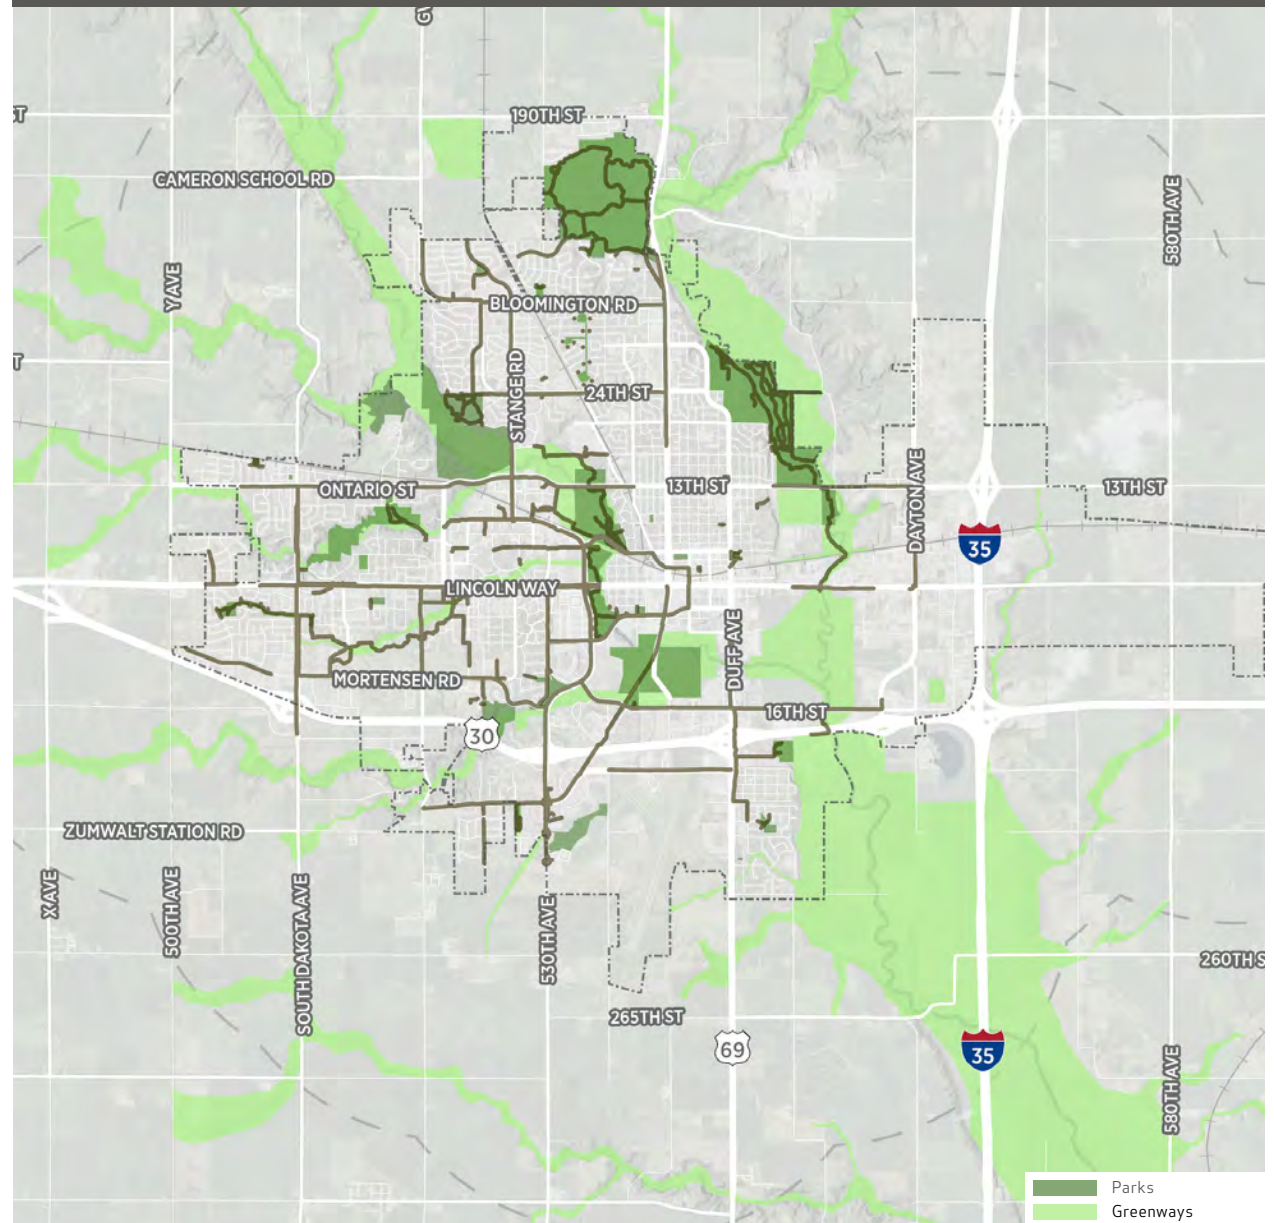 190TH ST
ST
CAMERON SCHOOL RD
580TH AVE
Y AVE
BLOOMINGTON RD
STANGE RD
24TH ST
ONTARIO ST
13TH ST
DAYTON AVE
13TH ST
35
LINCOLN WAY
DUFF AVE
MORTENSEN RD
16TH ST
30
ZUMWALT STATION RD
X AVE
500TH AVE
SOUTH DAKOTA AVE
530TH AVE
260TH S
265TH ST
69
35
580TH AVE
Parks
Greenways